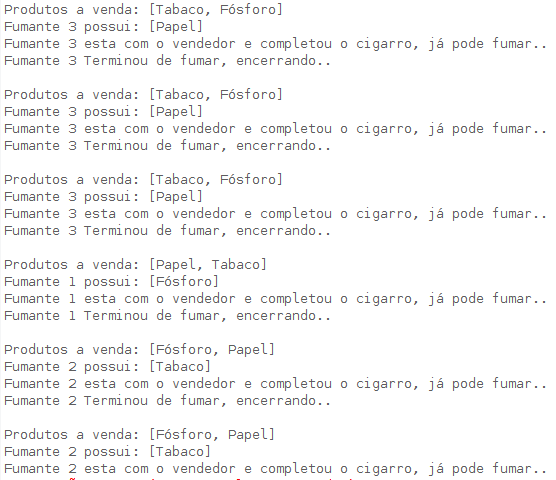 Produtos a venda: [Tabaco, Fósforo]
Fumante 3 possui: [Papel]
Fumante 3 esta com o vendedor e completou o cigarro, já pode fumar..
Fumante 3 Terminou de fumar, encerrando..
Produtos a venda: [Tabaco, Fósforo]
Fumante 3 possui: [Papel]
Fumante 3 esta com o vendedor e completou o cigarro, já pode fumar..
Fumante 3 Terminou de fumar, encerrando..
Produtos a venda: [Tabaco, Fósforo]
Fumante 3 possui: [Papel]
Fumante 3 esta com o vendedor e completou o cigarro, já pode fumar..
Fumante 3 Terminou de fumar, encerrando..
Produtos a venda: [Papel, Tabaco]
Fumante 1 possui: [Fósforo]
Fumante 1 esta com o vendedor e completou o cigarro, já pode fumar..
Fumante 1 Terminou de fumar, encerrando..
Produtos a venda: [Fósforo, Papel]
Fumante 2 possui: [Tabaco]
Fumante 2 esta com o vendedor e completou o cigarro, já pode fumar..
Fumante 2 Terminou de fumar, encerrando..
Produtos a venda: [Fósforo, Papel]
Fumante 2 possui: [Tabaco]
Fumante 2 esta com o vendedor e completou o cigarro, já pode fumar..